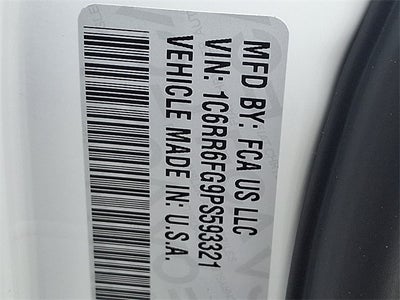 MFD BY: FCA US LLC
VIN: 1C6RR6FG9PS593321
VEHICLE MADE IN U.S.A.